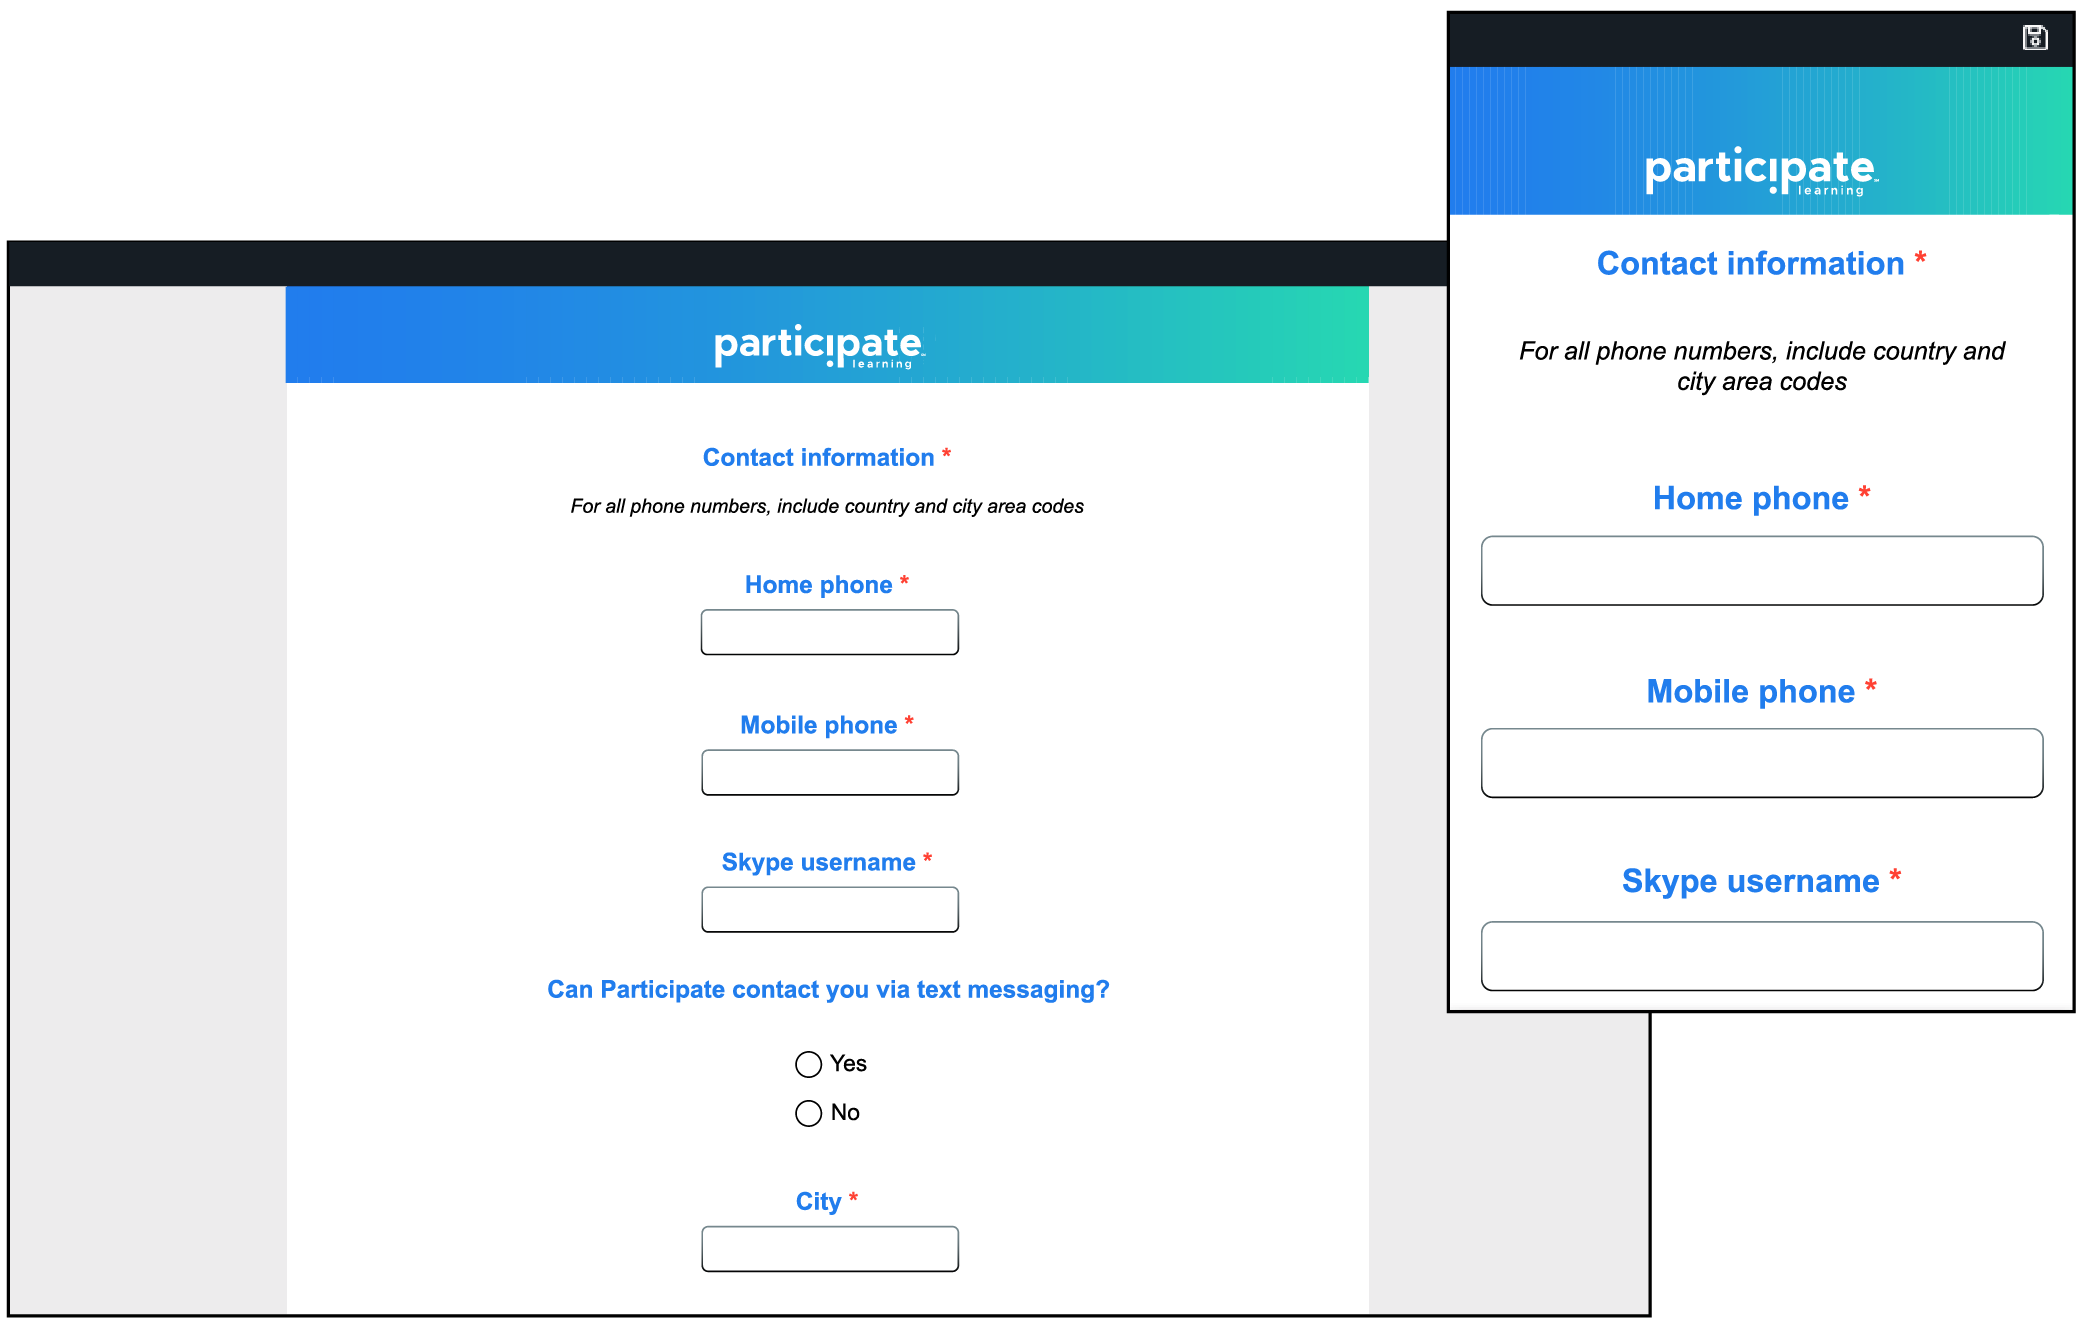 participate
learning
Contact information *
For all phone numbers, include country and city area codes
Home phone *
Mobile phone *
Skype username *
Can Participate contact you via text messaging?
Yes
No
City *
participate
learning
Contact information *
For all phone numbers, include country and
city area codes
Home phone *
Mobile phone *
Skype username *